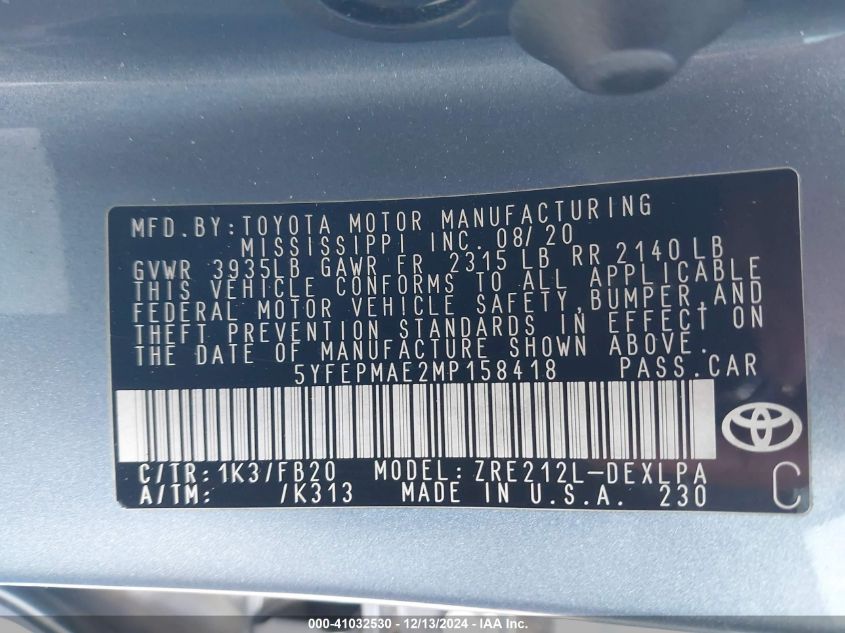 MFD. BY: TOYOTA MOTOR MANUFACTURING
MISSISSIPPI INC. 08/20
GVWR 3935LB GAWR FR 2315 LB RR 2140 LB
THIS VEHICLE CONFORMS TO ALL APPLICABLE
FEDERAL MOTOR VEHICLE SAFETY, BUMPER, AND
THEFT PREVENTION STANDARDS IN EFFECT ON
THE DATE OF MANUFACTURE SHOWN ABOVE.
5YFEPMAE2MP158418 PASS. CAR
C/TR: 1K3/FB20 MODEL: ZRE212L-DEXLPA
A/TM: /K313 MADE IN U.S.A. 230 C
000-41032530 - 12/13/2024 - IAA Inc.